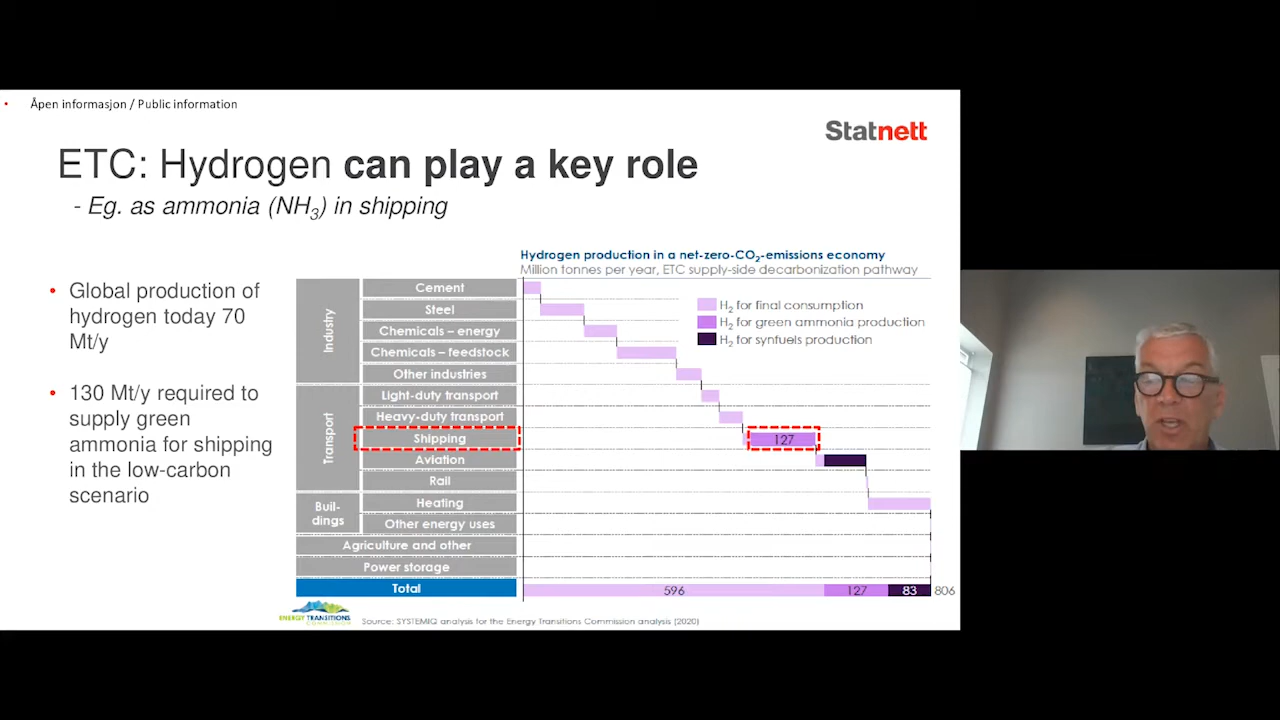 Åpen informasjon / Public information
Statnett
ETC: Hydrogen can play a key role
- Eg. as ammonia (NH3) in shipping
Global production of
hydrogen today 70
Mt/y
130 Mt/y required to
supply green
ammonia for shipping
in the low-carbon
scenario
Hydrogen production in a net-zero-CO2-emissions economy
Million tonnes per year, ETC supply-side decarbonization pathway
H2 for final consumption
H2 for green ammonia production
H2 for synfuels production
Industry
Cement
Steel
Chemicals – energy
Chemicals – feedstock
Other industries
Transport
Light-duty transport
Heavy-duty transport
Shipping
127
Aviation
Rail
Buil-
dings
Heating
Other energy uses
Agriculture and other
Power storage
Total
596
127
83
806
ENERGY TRANSITIONS
COMMISSION
Source: SYSTEMIQ analysis for the Energy Transitions Commission analysis (2020)